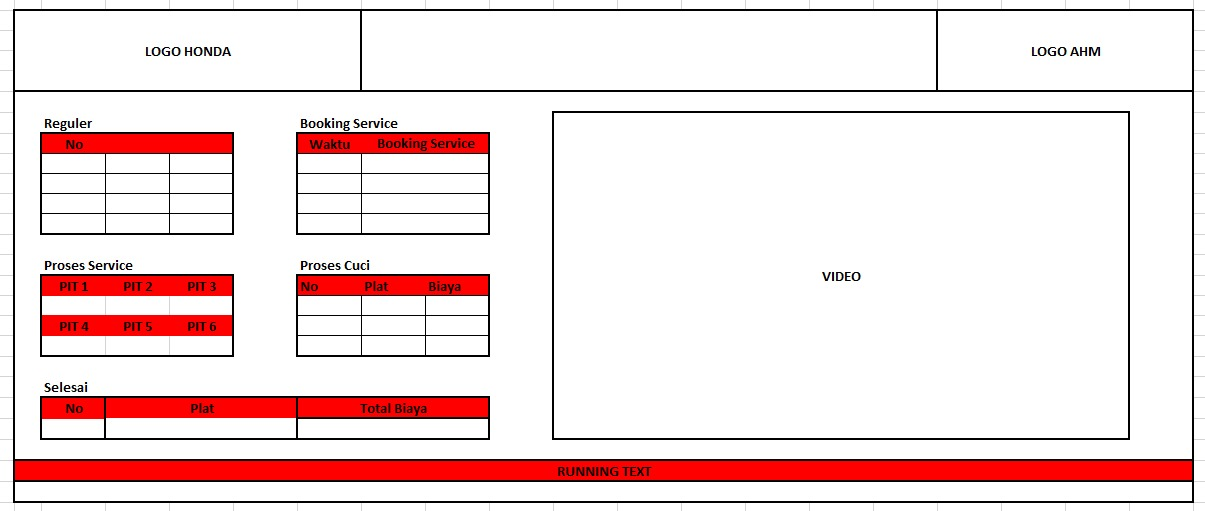 LOGO HONDA
LOGO AHM
Reguler
No
Booking Service
Waktu Booking Service
Proses Service
PIT 1 PIT 2 PIT 3
PIT 4 PIT 5 PIT 6
Proses Cuci
No Plat Biaya
VIDEO
Selesai
No Plat Total Biaya
RUNNING TEXT